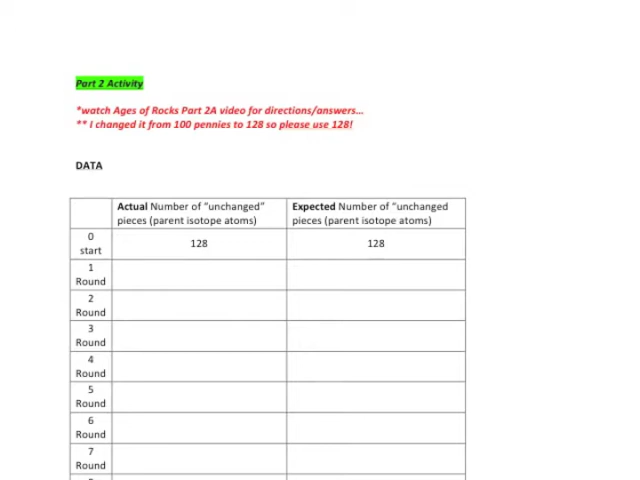 Part 2 Activity
*watch Ages of Rocks Part 2A video for directions/answers...
** I changed it from 100 pennies to 128 so please use 128!
DATA
Actual Number of "unchanged" pieces (parent isotope atoms)
Expected Number of "unchanged pieces (parent isotope atoms)
0 start
128
128
1 Round
2 Round
3 Round
4 Round
5 Round
6 Round
7 Round